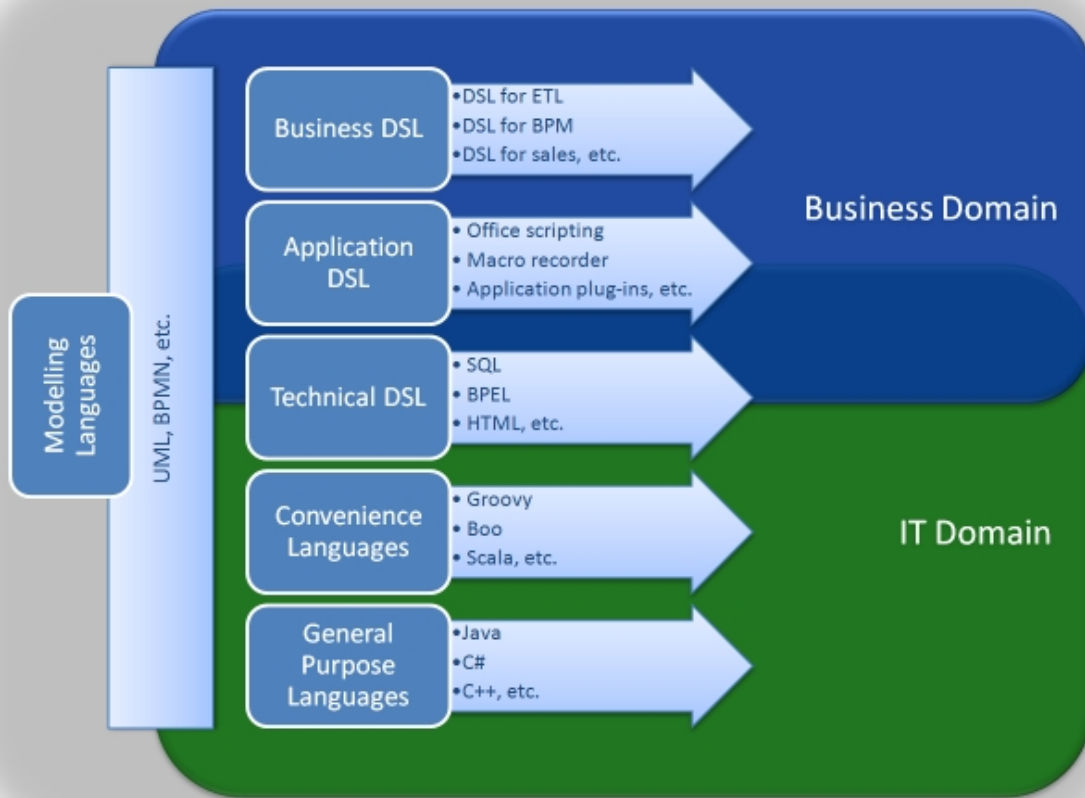 Business DSL
•DSL for ETL
•DSL for BPM
•DSL for sales, etc.
Business Domain
Application
DSL
• Office scripting
• Macro recorder
• Application plug-ins, etc.
Modelling
Languages
UML, BPMN, etc.
Technical DSL
• SQL
• BPEL
• HTML, etc.
Convenience
Languages
• Groovy
• Boo
• Scala, etc.
IT Domain
General
Purpose
Languages
•Java
•C#
•C++, etc.